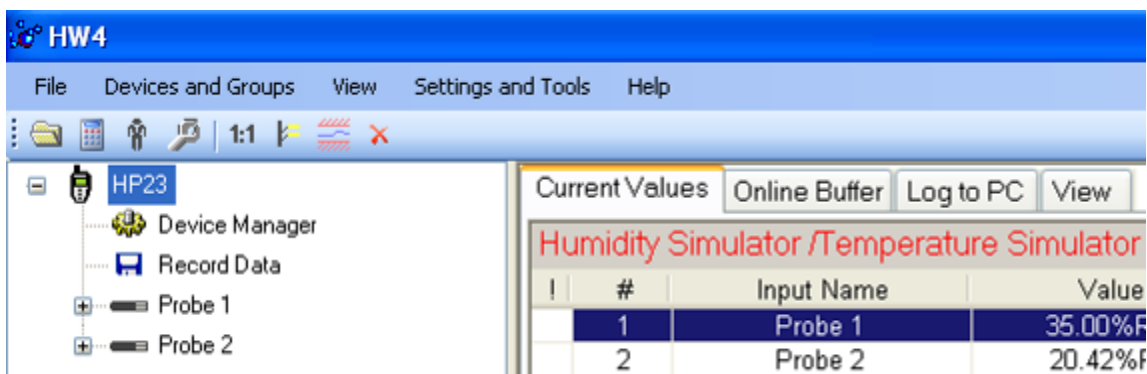 HW4
File Devices and Groups View Settings and Tools Help
1:1
HP23
Device Manager
Record Data
Probe 1
Probe 2
Current Values Online Buffer Log to PC View
Humidity Simulator /Temperature Simulator
! # Input Name Value
1 Probe 1 35.00%R
2 Probe 2 20.42%R